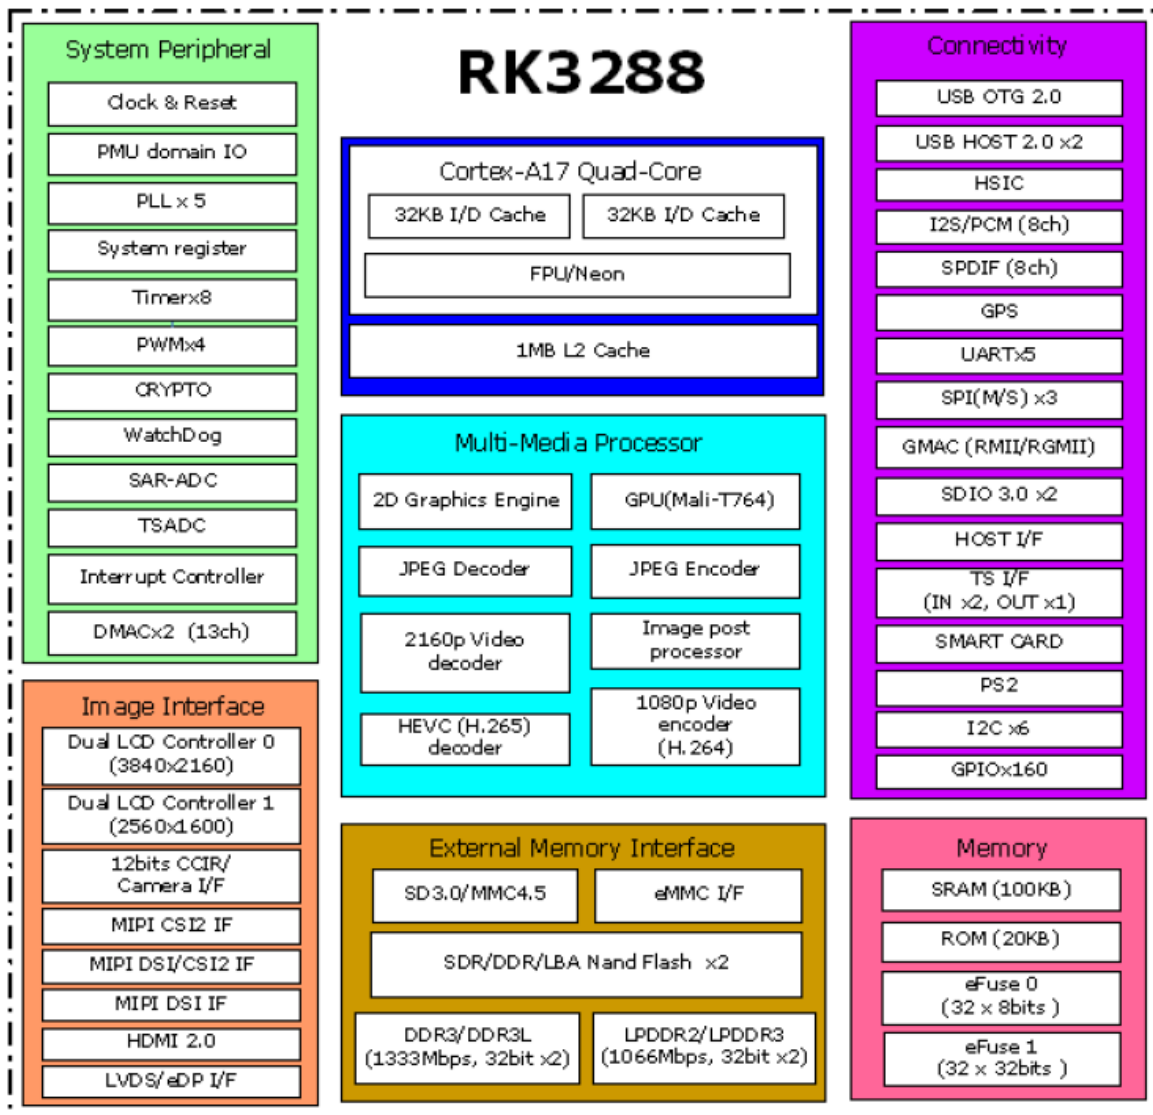 System Peripheral
Clock & Reset
PMU domain IO
PLL x 5
System register
Timerx8
PWMx4
CRYPTO
WatchDog
SAR-ADC
TSADC
Interrupt Controller
DMACx2 (13ch)
Image Interface
Dual LCD Controller 0
(3840x2160)
Dual LCD Controller 1
(2560x1600)
12bits CCIR/
Camera I/F
MIPI CSI2 IF
MIPI DSI/CSI2 IF
MIPI DSI IF
HDMI 2.0
LVDS/eDP I/F
RK3288
Cortex-A17 Quad-Core
32KB I/D Cache
32KB I/D Cache
FPU/Neon
1MB L2 Cache
Multi-Media Processor
2D Graphics Engine
GPU(Mali-T764)
JPEG Decoder
JPEG Encoder
2160p Video
decoder
Image post
processor
HEVC (H.265)
decoder
1080p Video
encoder
(H.264)
External Memory Interface
SD3.0/MMC4.5
eMMC I/F
SDR/DDR/LBA Nand Flash x2
DDR3/DDR3L
(1333Mbps, 32bit x2)
LPDDR2/LPDDR3
(1066Mbps, 32bit x2)
Connectivity
USB OTG 2.0
USB HOST 2.0 x2
HSIC
I2S/PCM (8ch)
SPDIF (8ch)
GPS
UARTx5
SPI(M/S) x3
GMAC (RMII/RGMII)
SDIO 3.0 x2
HOST I/F
TS I/F
(IN x2, OUT x1)
SMART CARD
PS2
I2C x6
GPIOx160
Memory
SRAM (100KB)
ROM (20KB)
eFuse 0
(32 x 8bits )
eFuse 1
(32 x 32bits )